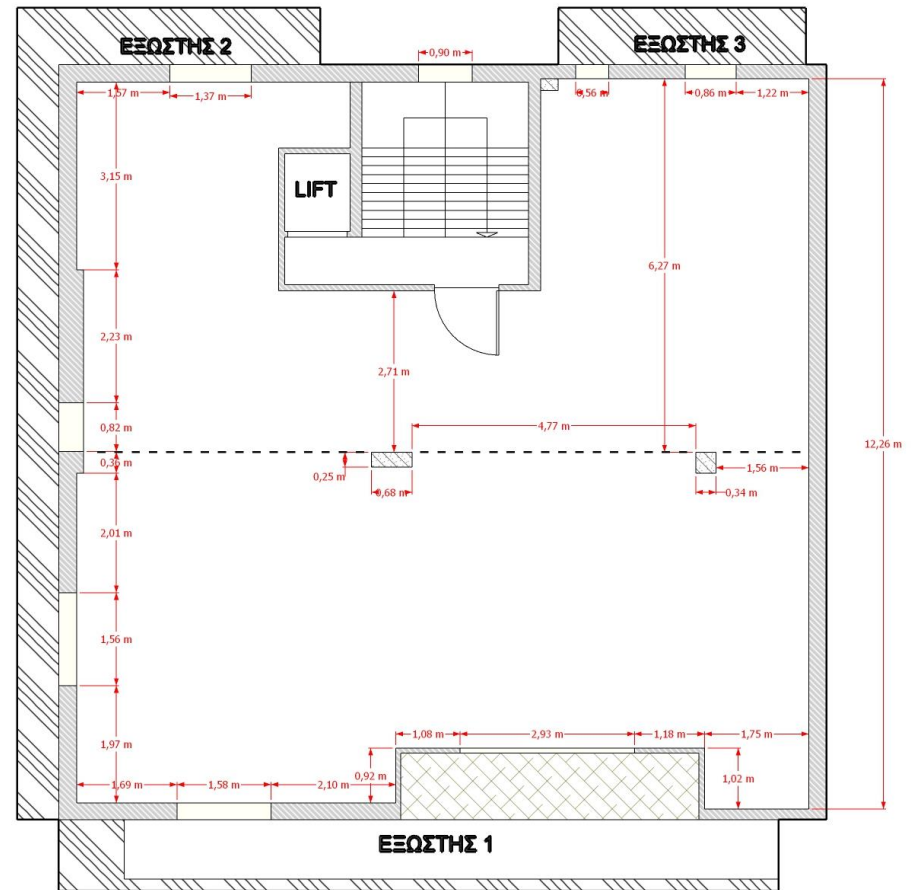 ΕΞΩΣΤΗΣ 2
0,90 m
ΕΞΩΣΤΗΣ 3
1,57 m
1,37 m
0,56 m
0,86 m
1,22 m
3,15 m
LIFT
6,27 m
2,23 m
2,71 m
0,82 m
4,77 m
12,26 m
0,36 m
0,25 m
1,56 m
0,68 m
0,34 m
2,01 m
1,56 m
1,97 m
1,08 m
2,93 m
1,18 m
1,75 m
0,92 m
1,02 m
1,69 m
1,58 m
2,10 m
ΕΞΩΣΤΗΣ 1